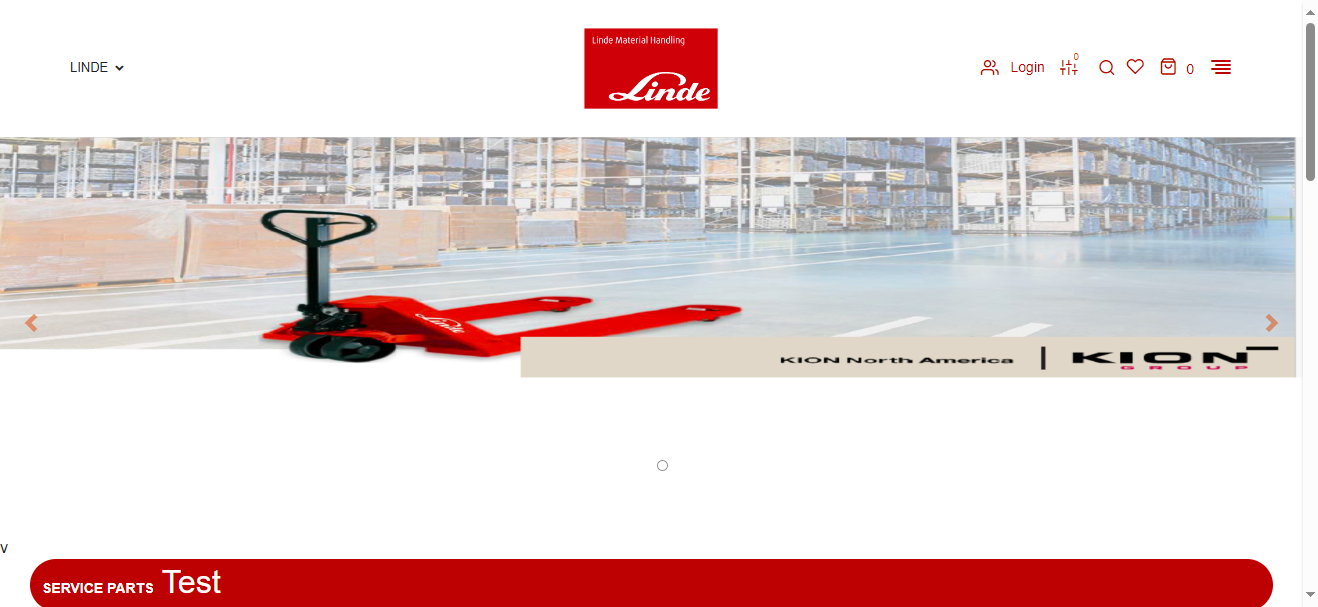 LINDE
Linde Material Handling
Linde
Login
0
0
Linde
KION North America
KION
GROUP
v
SERVICE PARTS Test